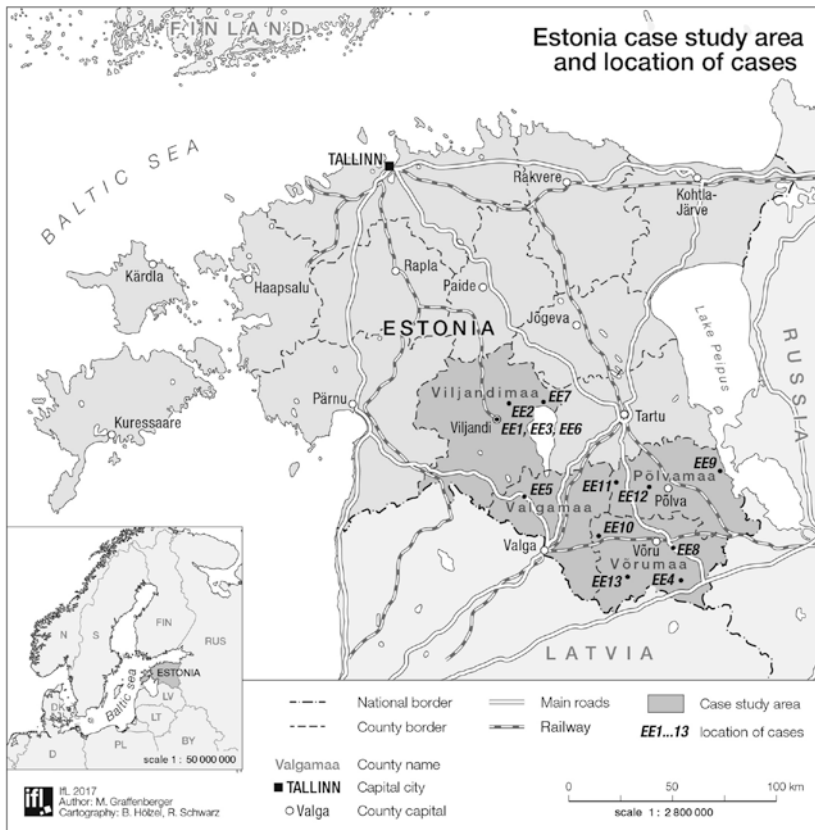 Estonia case study area
and location of cases
FINLAND
BALTIC SEA
TALLINN
Rakvere
Kohtla-
Järve
Kärdla
Haapsalu
Rapla
Paide
Jõgeva
ESTONIA
Lake Peipus
RUSSIA
Kuressaare
Pärnu
Viljandimaa
EE7
EE2
Viljandi
EE1, EE3, EE6
Tartu
EE9
Põlvamaa
EE5
EE11
EE12
Põlva
Valgamaa
EE10
Valga
Võru
EE8
Võrumaa
EE13
EE4
LATVIA
N
S
FIN
RUS
ESTONIA
Baltic sea
DK
LV
LT
D
PL
BY
scale 1 : 50 000 000
National border
County border
Main roads
Railway
Case study area
EE1...13
location of cases
Valgamaa
County name
TALLINN
Capital city
Valga
County capital
ifl
IfL 2017
Author: M. Graffenberger
Cartography: B. Hölzel, R. Schwarz
0
50
100 km
scale 1 : 2 800 000